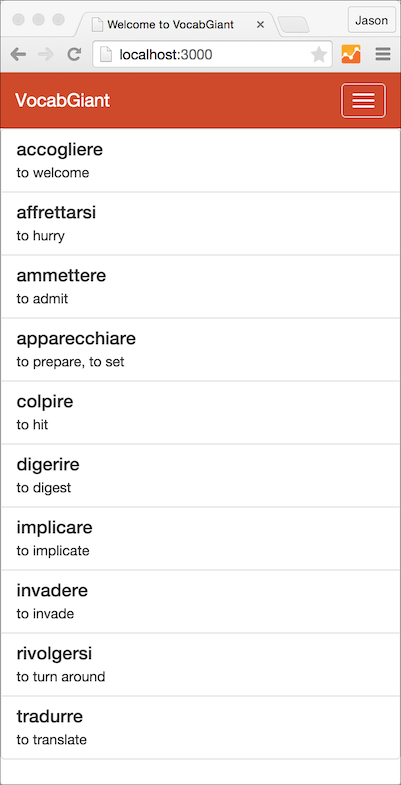 Welcome to VocabGiant
Jason
localhost:3000
VocabGiant
accogliere
to welcome
affrettarsi
to hurry
ammettere
to admit
apparecchiare
to prepare, to set
colpire
to hit
digerire
to digest
implicare
to implicate
invadere
to invade
rivolgersi
to turn around
tradurre
to translate